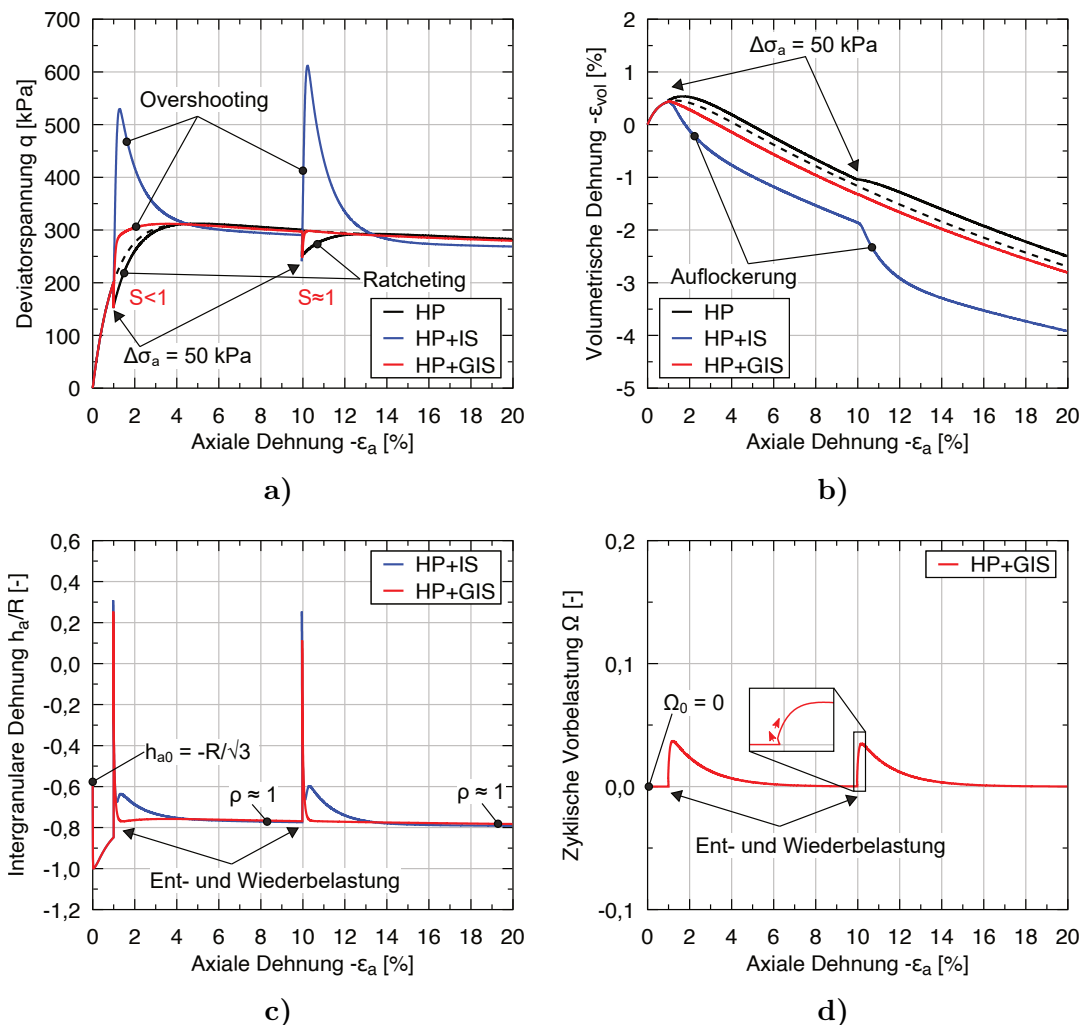 700
600
500
400
300
200
100
0
Deviatorspannung q [kPa]
Overshooting
Ratcheting
S<1
S≈1
Δσa = 50 kPa
HP
HP+IS
HP+GIS
0 2 4 6 8 10 12 14 16 18 20
Axiale Dehnung -εa [%]
a)
2
1
0
-1
-2
-3
-4
-5
Volumetrische Dehnung -εvol [%]
Δσa = 50 kPa
Auflockerung
HP
HP+IS
HP+GIS
0 2 4 6 8 10 12 14 16 18 20
Axiale Dehnung -εa [%]
b)
0,6
0,4
0,2
0,0
-0,2
-0,4
-0,6
-0,8
-1,0
-1,2
Intergranulare Dehnung ha/R [-]
HP+IS
HP+GIS
ha0 = -R/√3
ρ ≈ 1
ρ ≈ 1
Ent- und Wiederbelastung
0 2 4 6 8 10 12 14 16 18 20
Axiale Dehnung -εa [%]
c)
0,2
0,1
0,0
-0,1
Zyklische Vorbelastung Ω [-]
HP+GIS
Ω0 = 0
Ent- und Wiederbelastung
0 2 4 6 8 10 12 14 16 18 20
Axiale Dehnung -εa [%]
d)